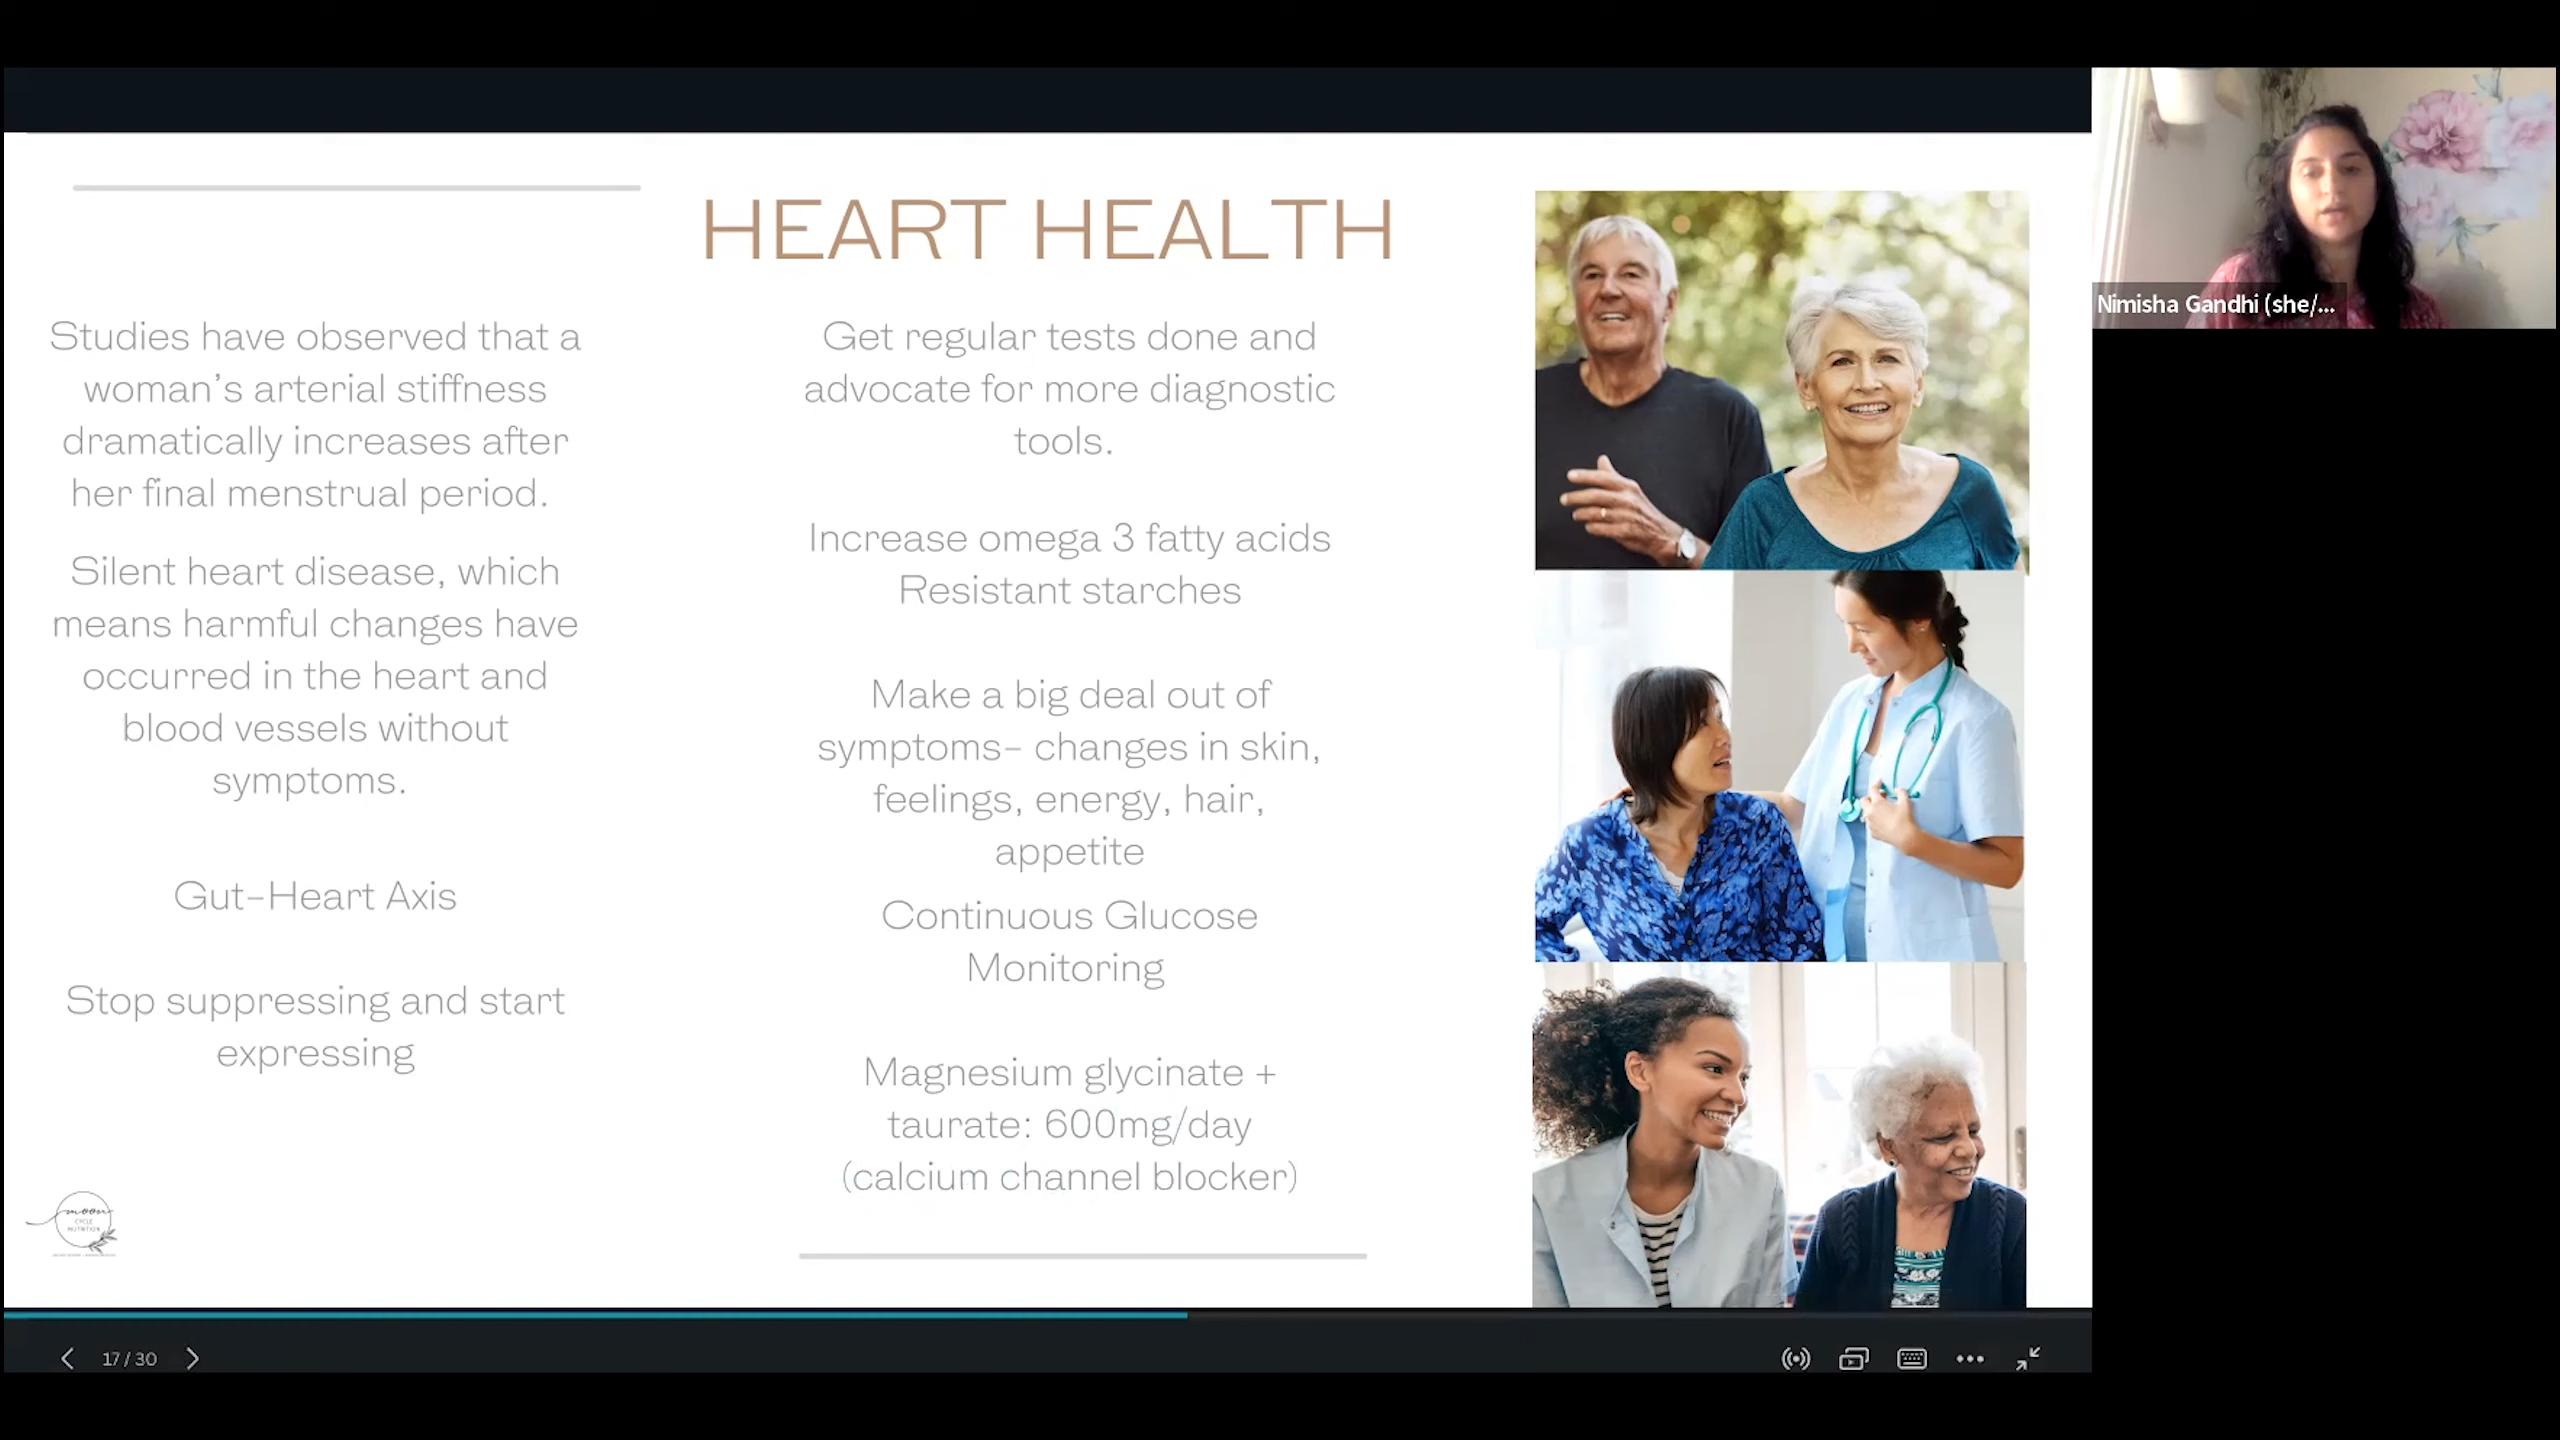 HEART HEALTH
Studies have observed that a
woman's arterial stiffness
dramatically increases after
her final menstrual period.
Silent heart disease, which
means harmful changes have
occurred in the heart and
blood vessels without
symptoms.
Gut-Heart Axis
Stop suppressing and start
expressing
Get regular tests done and
advocate for more diagnostic
tools.
Increase omega 3 fatty acids
Resistant starches
Make a big deal out of
symptoms- changes in skin,
feelings, energy, hair,
appetite
Continuous Glucose
Monitoring
Magnesium glycinate +
taurate: 600mg/day
(calcium channel blocker)
moon
CYCLE
NUTRITION
Nimisha Gandhi (she/...
17 / 30